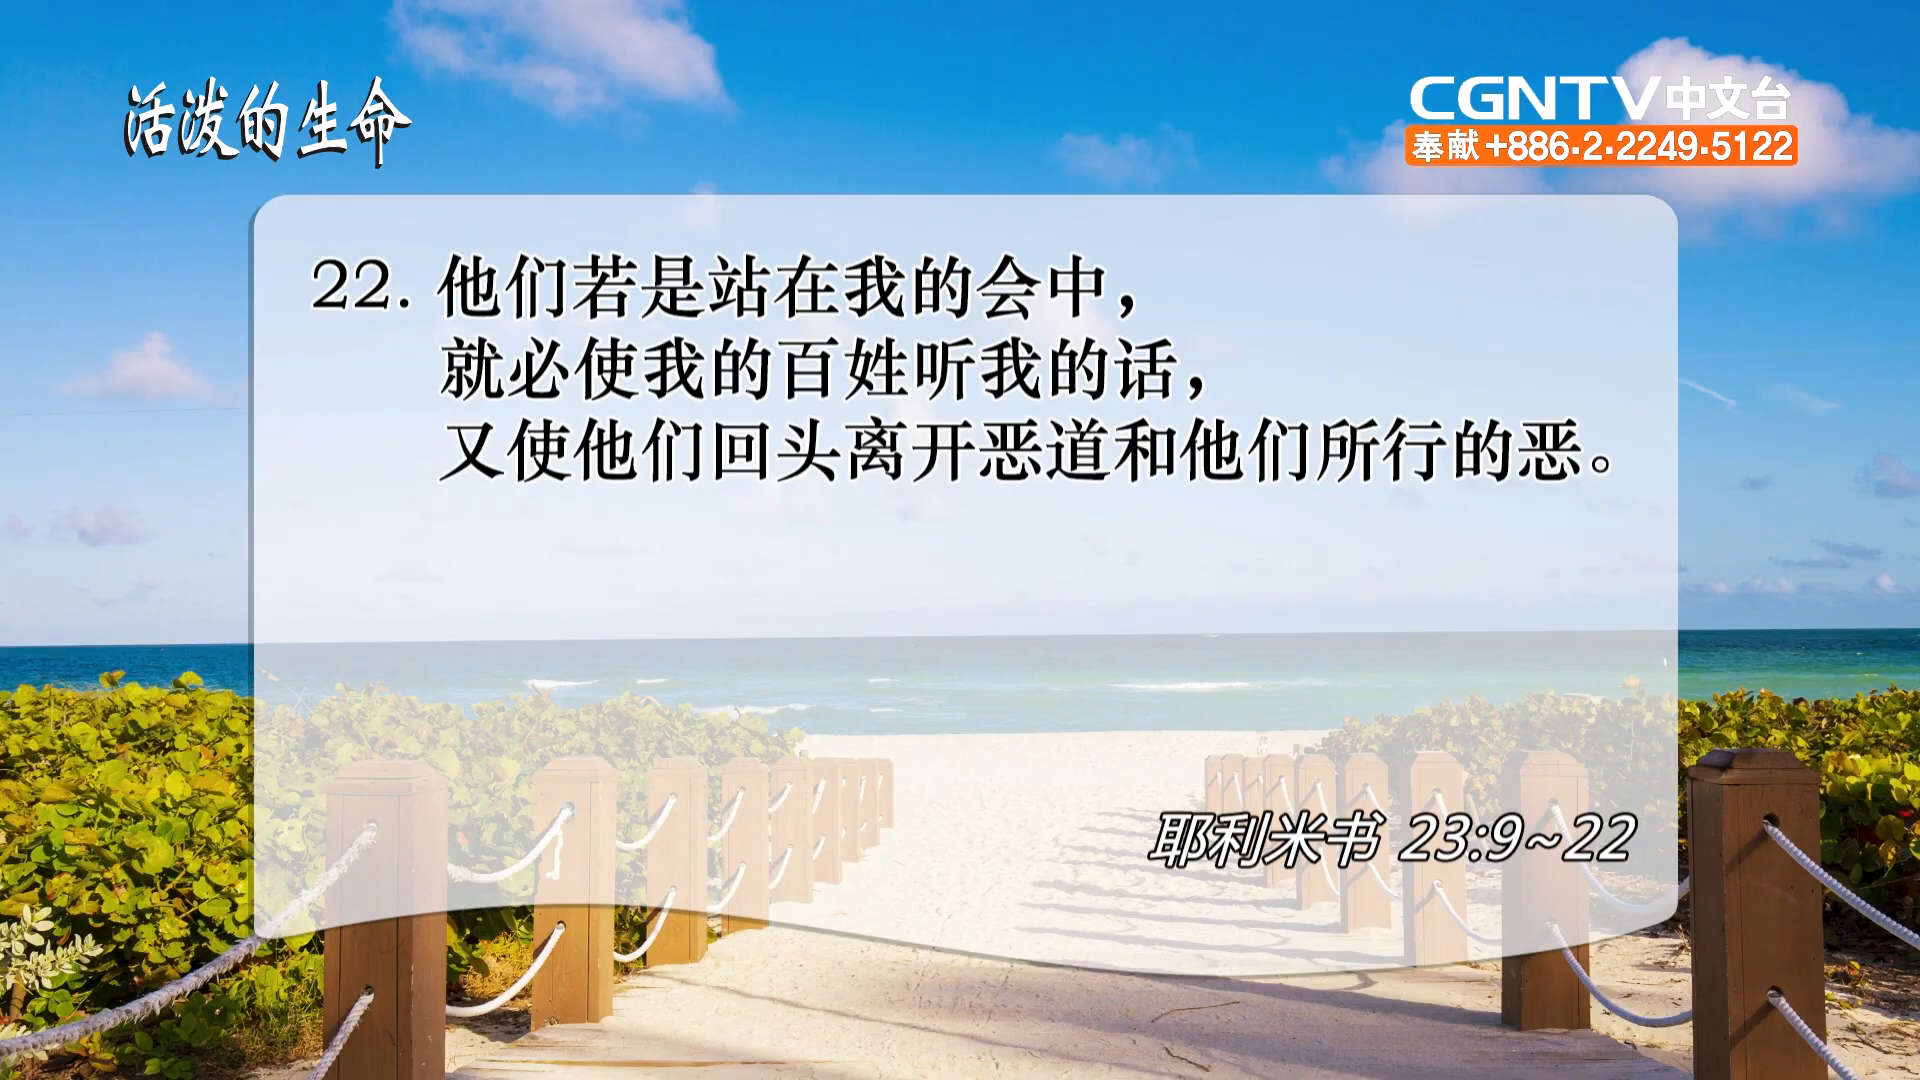 活泼的生命
CGNTV中文台
奉献+886·2·2249·5122
22. 他们若是站在我的会中，
就必使我的百姓听我的话，
又使他们回头离开恶道和他们所行的恶。
耶利米书 23:9~22